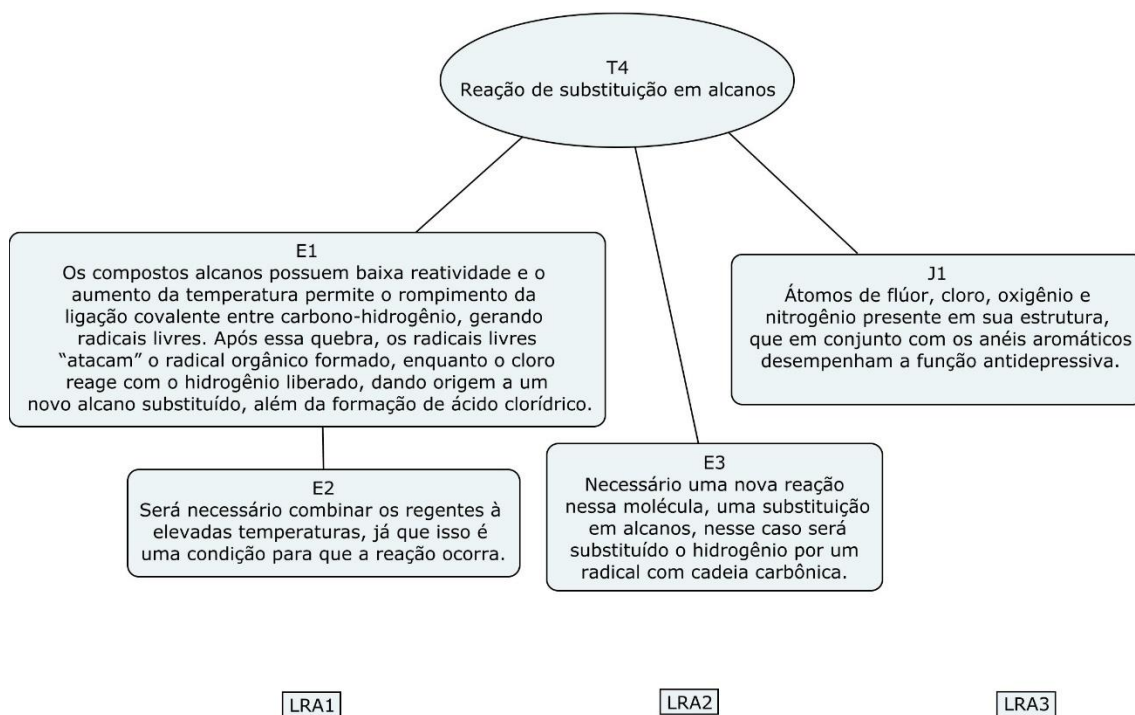 T4
Reação de substituição em alcanos
E1
Os compostos alcanos possuem baixa reatividade e o
aumento da temperatura permite o rompimento da
ligação covalente entre carbono-hidrogênio, gerando
radicais livres. Após essa quebra, os radicais livres
“atacam” o radical orgânico formado, enquanto o cloro
reage com o hidrogênio liberado, dando origem a um
novo alcano substituído, além da formação de ácido clorídrico.
J1
Átomos de flúor, cloro, oxigênio e
nitrogênio presente em sua estrutura,
que em conjunto com os anéis aromáticos
desempenham a função antidepressiva.
E2
Será necessário combinar os regentes à
elevadas temperaturas, já que isso é
uma condição para que a reação ocorra.
E3
Necessário uma nova reação
nessa molécula, uma substituição
em alcanos, nesse caso será
substituído o hidrogênio por um
radical com cadeia carbônica.
LRA1
LRA2
LRA3